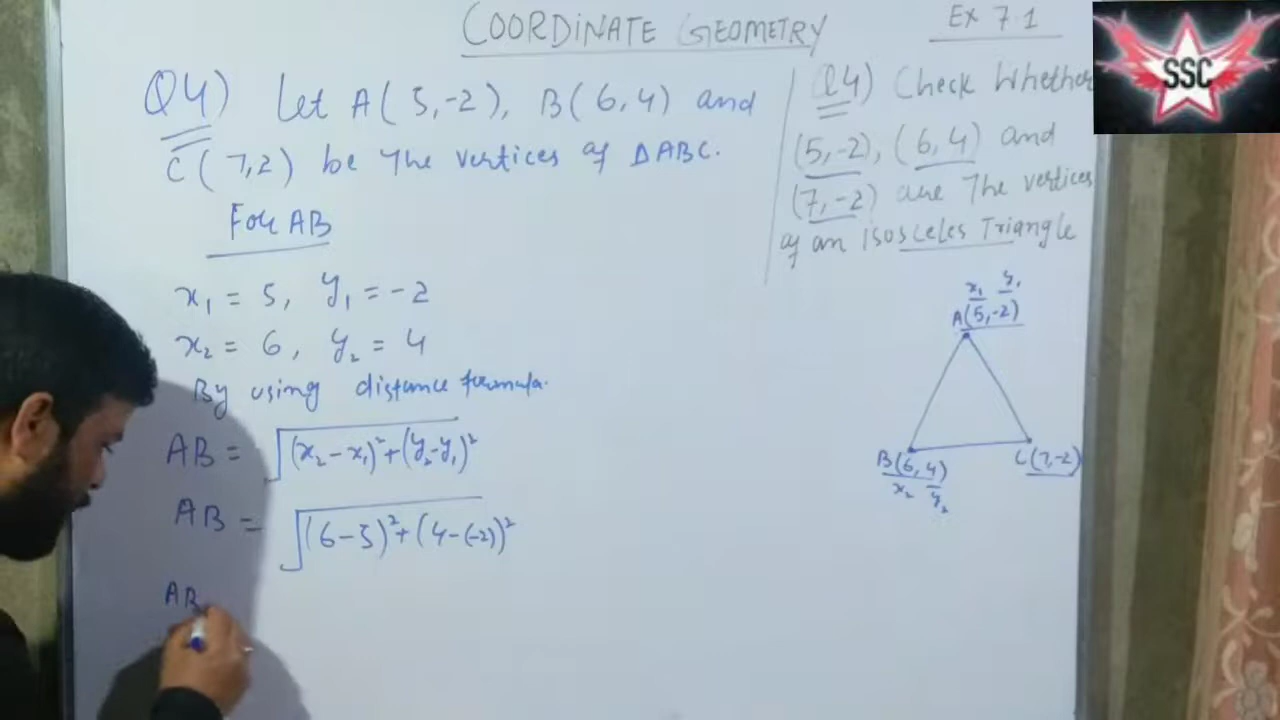 COORDINATE GEOMETRY
Ex 7.1
SSC
Q4) Let A(5,-2), B(6,4) and
C(7,2) be The vertices of ΔABC.
For AB
x₁ = 5, y₁ = -2
x₂ = 6, y₂ = 4
By using distance formula.
AB = √(x₂-x₁)²+(y₂-y₁)²
AB = √(6-5)²+(4-(-2))²
AB
Q4) Check Whether
(5,-2), (6,4) and
(7,-2) are The vertices
of an isosceles Triangle
x₁ y₁
A(5,-2)
B(6,4)
x₂ y₂
C(7,-2)